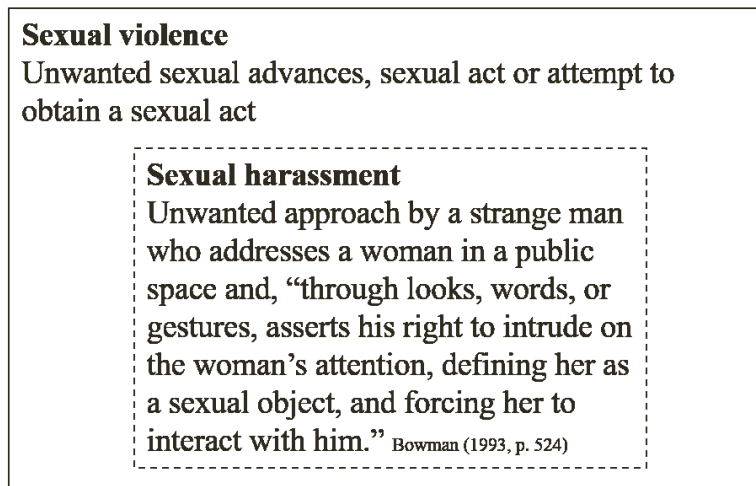 Sexual violence
Unwanted sexual advances, sexual act or attempt to
obtain a sexual act
Sexual harassment
Unwanted approach by a strange man
who addresses a woman in a public
space and, “through looks, words, or
gestures, asserts his right to intrude on
the woman’s attention, defining her as
a sexual object, and forcing her to
interact with him.” Bowman (1993, p. 524)